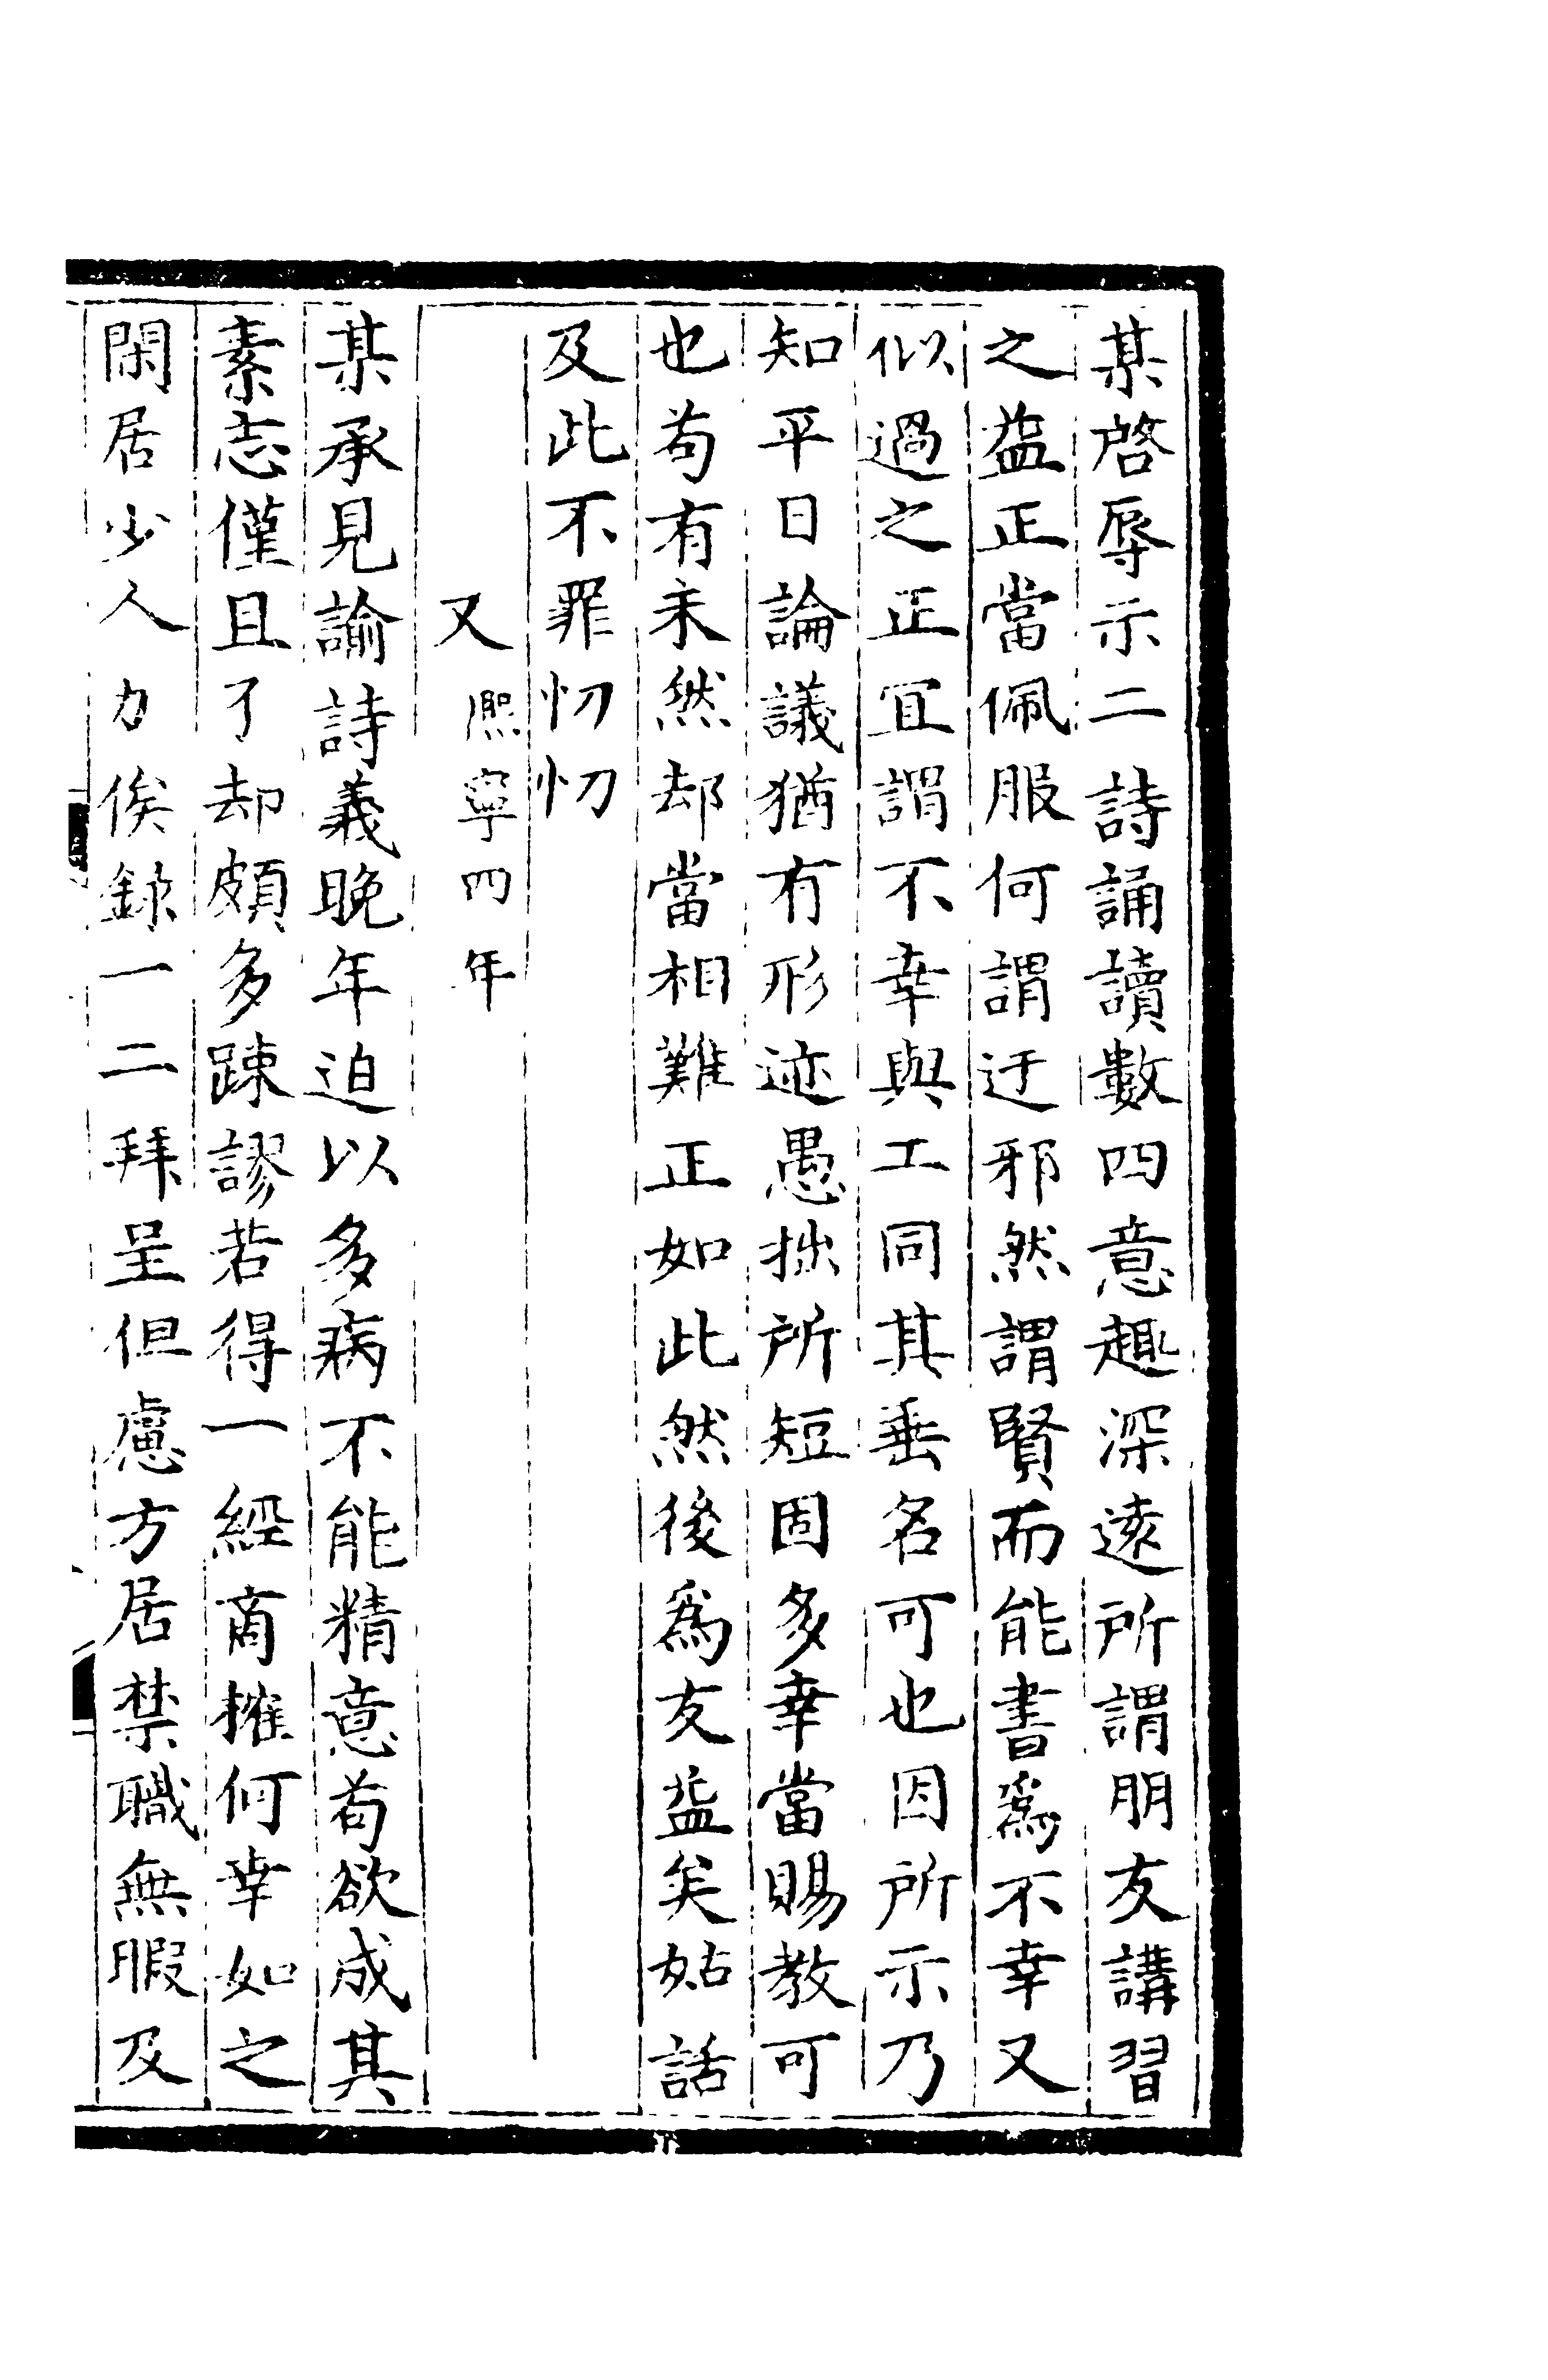 某啓辱示二詩誦讀數四意趣深遠所謂朋友講習
之益正當佩服何謂迂邪然謂賢而能書爲不幸又
似過之正宜謂不幸與工同其垂名可也因所示乃
知平日論議猶有形迹愚拙所短固多幸當賜教可
也苟有未然却當相難正如此然後爲友益矣姑話
及此不罪忉忉
又 熈寧四年
某承見諭詩義晚年迫以多病不能精意苟欲成其
素志僅且了却頗多踈謬若得一經商搉何幸如之
閑居少人力俟録一二拜呈但慮方居禁職無暇及